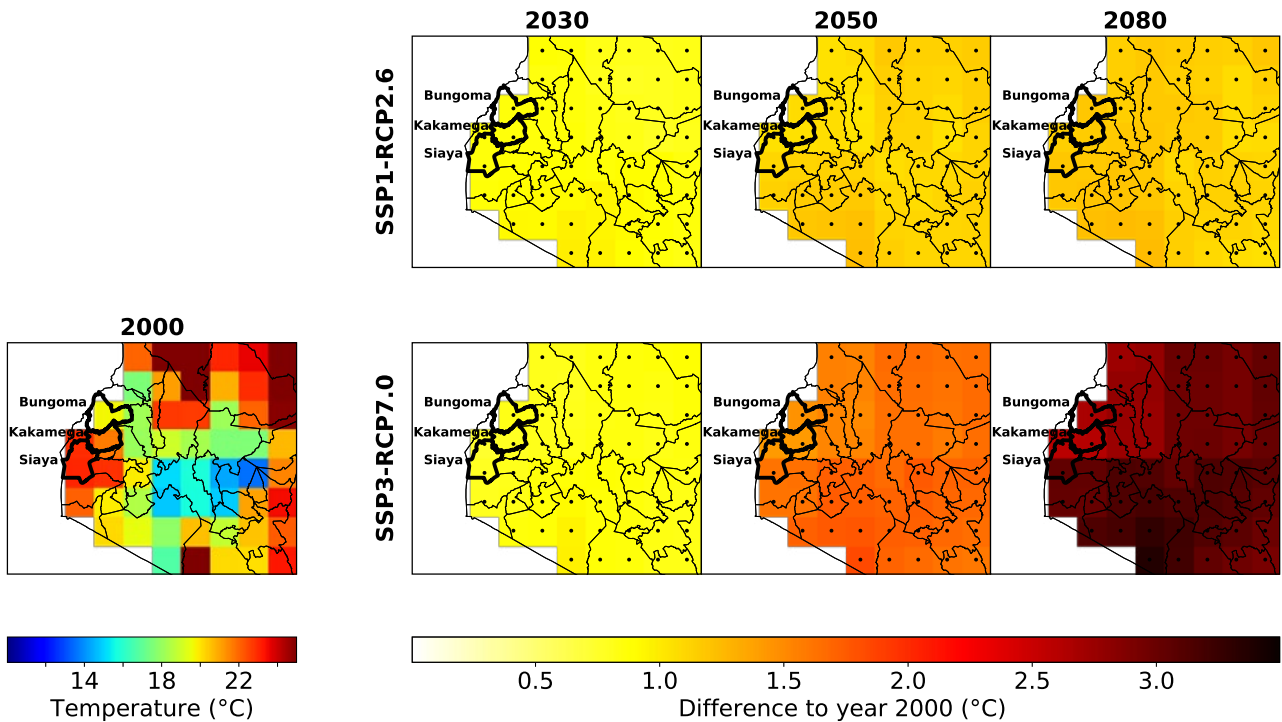 2030 2050 2080
SSP1-RCP2.6
Bungoma
Kakamega
Siaya
Bungoma
Kakamega
Siaya
Bungoma
Kakamega
Siaya
2000
Bungoma
Kakamega
Siaya
SSP3-RCP7.0
Bungoma
Kakamega
Siaya
Bungoma
Kakamega
Siaya
Bungoma
Kakamega
Siaya
14 18 22
Temperature (°C)
0.5 1.0 1.5 2.0 2.5 3.0
Difference to year 2000 (°C)